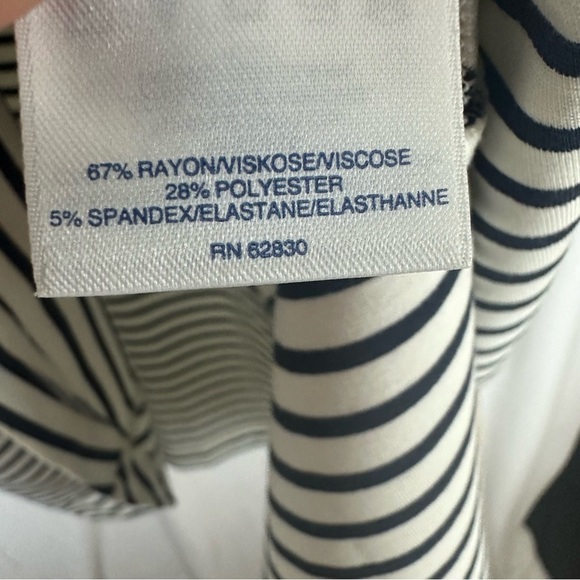 67% RAYON/VISKOSE/VISCOSE
28% POLYESTER
5% SPANDEX/ELASTANE/ELASTHANNE
RN 62830